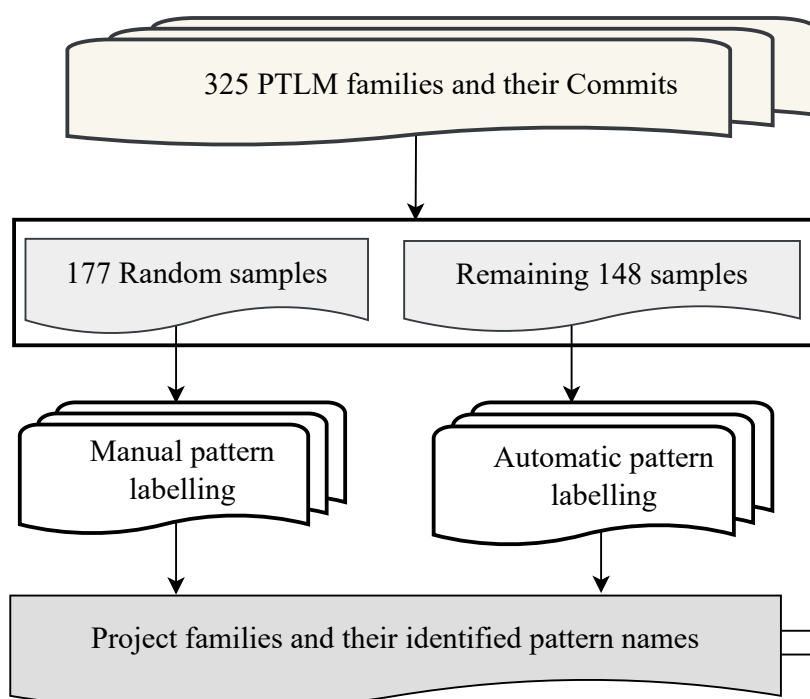 325 PTLM families and their Commits
177 Random samples
Remaining 148 samples
Manual pattern
labelling
Automatic pattern
labelling
Project families and their identified pattern names